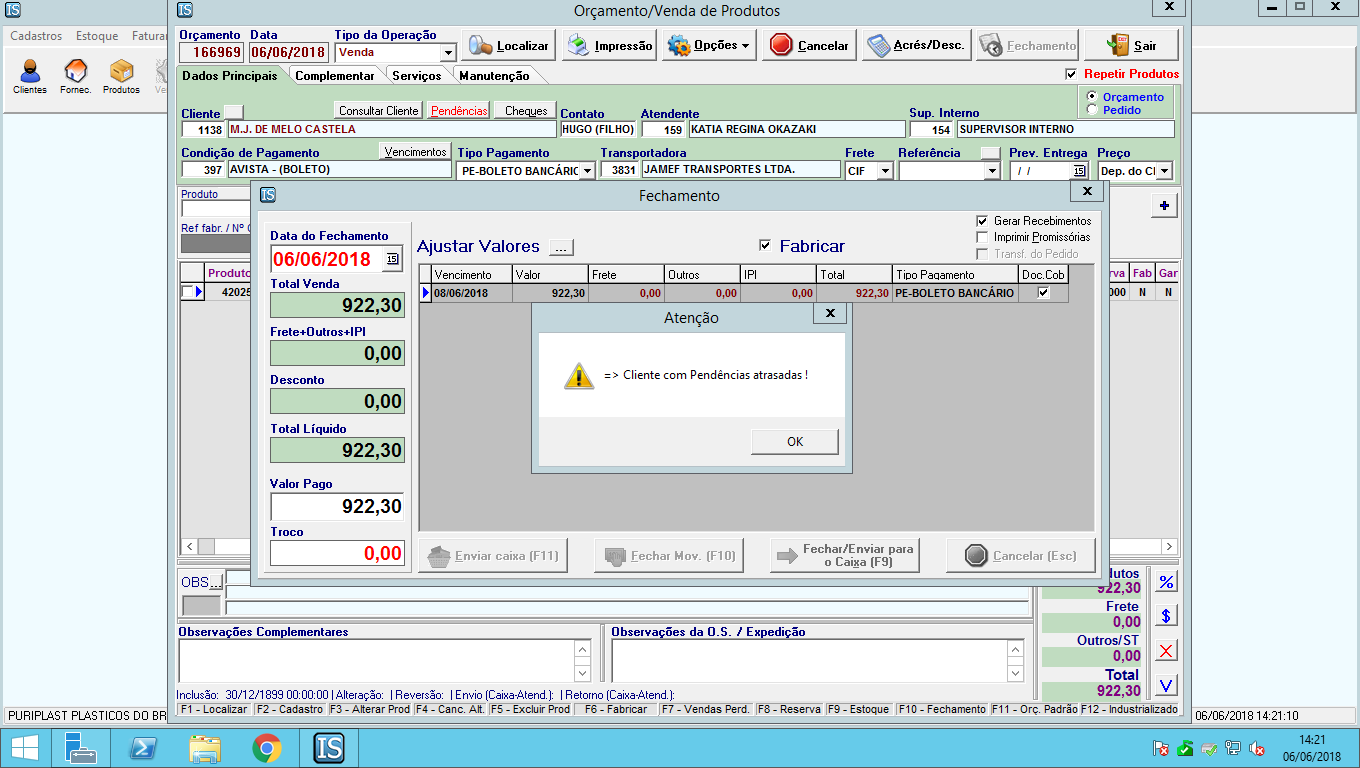 Orçamento/Venda de Produtos
Cadastros Estoque Fatura
Clientes Fornec. Produtos
Orçamento Data Tipo da Operação
166969 06/06/2018 Venda
Localizar Impressão Opções Cancelar Acrés/Desc. Fechamento Sair
Dados Principais Complementar Serviços Manutenção
Repetir Produtos
Orçamento
Pedido
Cliente Consultar Cliente Pendências Cheques Contato Atendente Sup. Interno
1138 M.J. DE MELO CASTELA HUGO (FILHO) 159 KATIA REGINA OKAZAKI 154 SUPERVISOR INTERNO
Condição de Pagamento Vencimentos Tipo Pagamento Transportadora Frete Referência Prev. Entrega Preço
397 AVISTA - (BOLETO) PE-BOLETO BANCÁRIO 3831 JAMEF TRANSPORTES LTDA. CIF / / 15 Dep. do Cl
Produto
Ref fabr. / Nº
Produto
42025
Fechamento
Data do Fechamento
06/06/2018 15
Total Venda
922,30
Frete+Outros+IPI
0,00
Desconto
0,00
Total Líquido
922,30
Valor Pago
922,30
Troco
0,00
Ajustar Valores ...
Fabricar
Gerar Recebimentos
Imprimir Promissórias
Transf. do Pedido
Vencimento Valor Frete Outros IPI Total Tipo Pagamento Doc.Cob
08/06/2018 922,30 0,00 0,00 0,00 922,30 PE-BOLETO BANCÁRIO
Atenção
=> Cliente com Pendências atrasadas !
OK
Enviar caixa (F11) Fechar Mov. (F10) Fechar/Enviar para
o Caixa (F9) Cancelar (Esc)
rva Fab Gar
000 N N
OBS...
utos
922,30
Frete
0,00
Outros/ST
0,00
Total
922,30
Observações Complementares Observações da O.S. / Expedição
Inclusão: 30/12/1899 00:00:00 | Alteração: | Reversão: | Envio (Caixa-Atend.): | Retorno (Caixa-Atend.):
F1 - Localizar F2 - Cadastro F3 - Alterar Prod F4 - Canc. Alt. F5 - Excluir Prod F6 - Fabricar F7 - Vendas Perd. F8 - Reserva F9 - Estoque F10 - Fechamento F11 - Orç. Padrão F12 - Industrializado
PURIPLAST PLASTICOS DO BR
06/06/2018 14:21:10
IS
14:21
06/06/2018